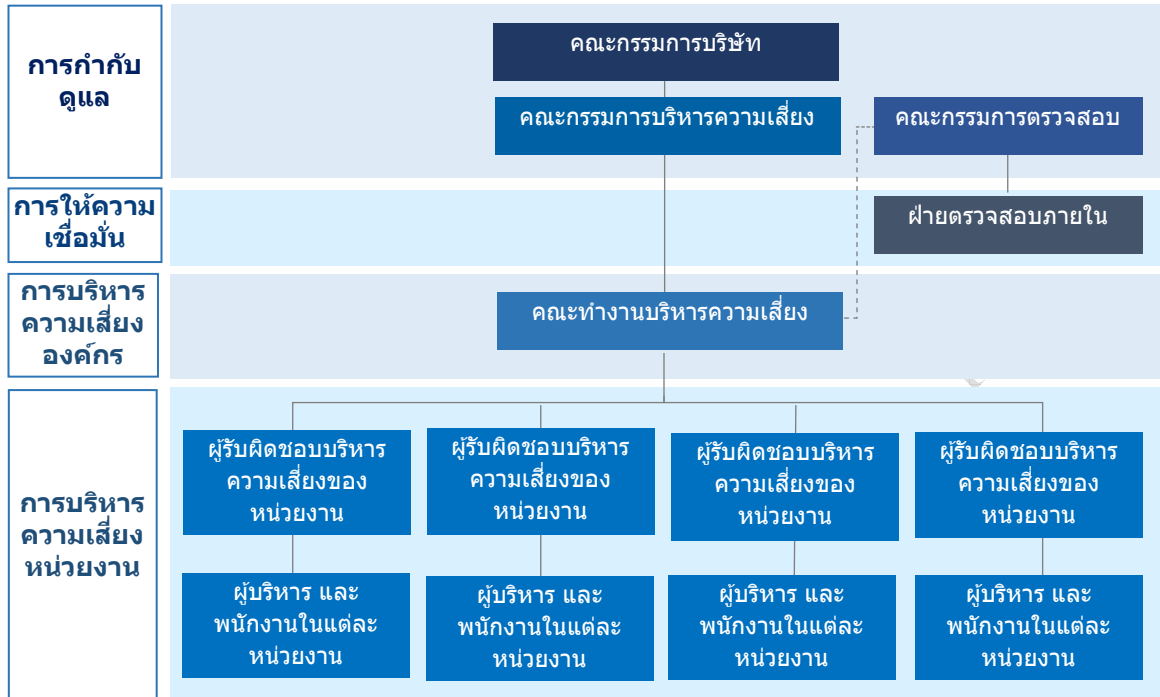 การกำกับ
ดูแล
คณะกรรมการบริษัท
คณะกรรมการบริหารความเสี่ยง
คณะกรรมการตรวจสอบ
การให้ความ
เชื่อมั่น
ฝ่ายตรวจสอบภายใน
การบริหาร
ความเสี่ยง
องค์กร
คณะทำงานบริหารความเสี่ยง
การบริหาร
ความเสี่ยง
หน่วยงาน
ผู้รับผิดชอบบริหาร
ความเสี่ยงของ
หน่วยงาน
ผู้รับผิดชอบบริหาร
ความเสี่ยงของ
หน่วยงาน
ผู้รับผิดชอบบริหาร
ความเสี่ยงของ
หน่วยงาน
ผู้รับผิดชอบบริหาร
ความเสี่ยงของ
หน่วยงาน
ผู้บริหาร และ
พนักงานในแต่ละ
หน่วยงาน
ผู้บริหาร และ
พนักงานในแต่ละ
หน่วยงาน
ผู้บริหาร และ
พนักงานในแต่ละ
หน่วยงาน
ผู้บริหาร และ
พนักงานในแต่ละ
หน่วยงาน